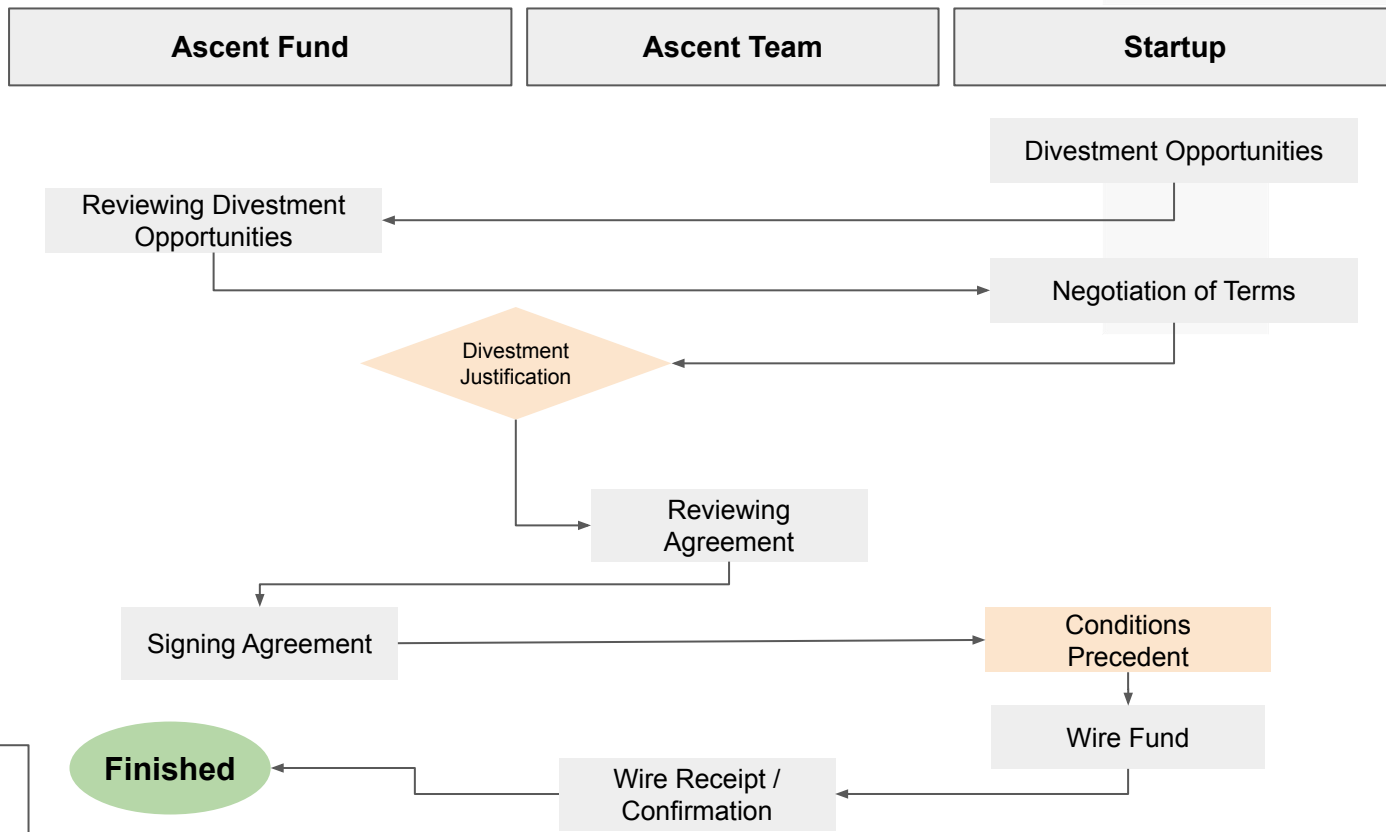 Ascent Fund
Ascent Team
Startup
Divestment Opportunities
Reviewing Divestment
Opportunities
Negotiation of Terms
Divestment
Justification
Reviewing
Agreement
Signing Agreement
Conditions
Precedent
Wire Fund
Finished
Wire Receipt /
Confirmation